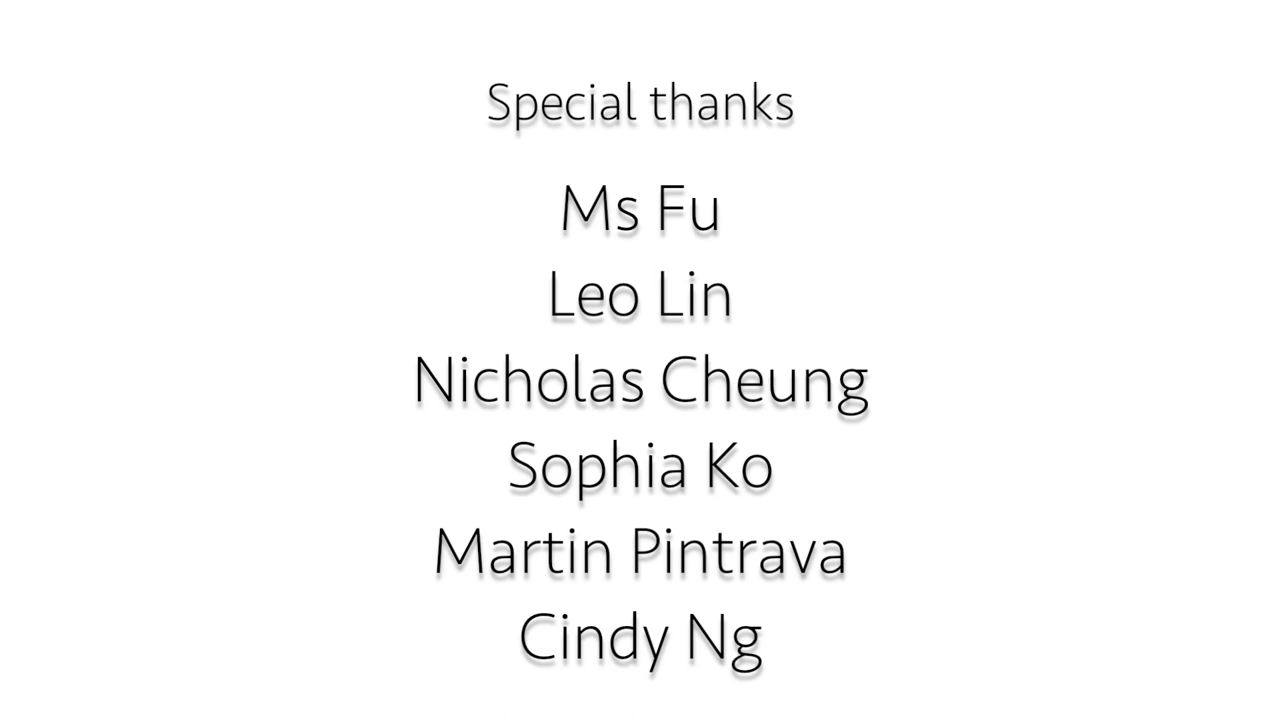 Special thanks
Ms Fu
Leo Lin
Nicholas Cheung
Sophia Ko
Martin Pintrava
Cindy Ng